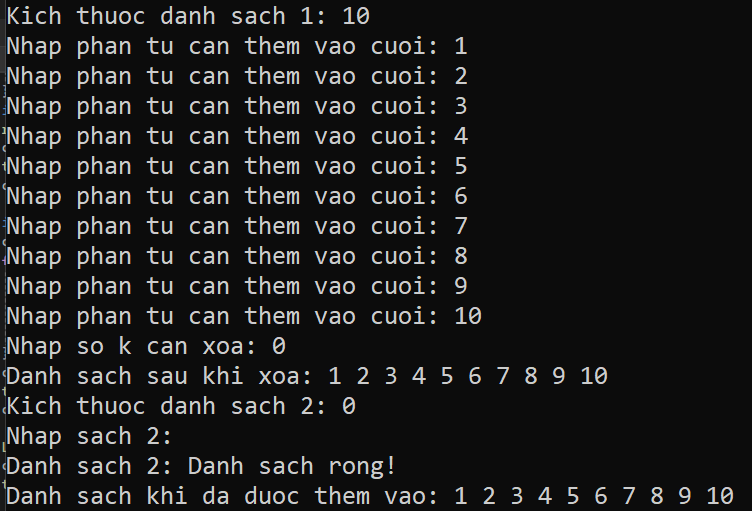 Kich thuoc danh sach 1: 10
Nhap phan tu can them vao cuoi: 1
Nhap phan tu can them vao cuoi: 2
Nhap phan tu can them vao cuoi: 3
Nhap phan tu can them vao cuoi: 4
Nhap phan tu can them vao cuoi: 5
Nhap phan tu can them vao cuoi: 6
Nhap phan tu can them vao cuoi: 7
Nhap phan tu can them vao cuoi: 8
Nhap phan tu can them vao cuoi: 9
Nhap phan tu can them vao cuoi: 10
Nhap so k can xoa: 0
Danh sach sau khi xoa: 1 2 3 4 5 6 7 8 9 10
Kich thuoc danh sach 2: 0
Nhap sach 2:
Danh sach 2: Danh sach rong!
Danh sach khi da duoc them vao: 1 2 3 4 5 6 7 8 9 10